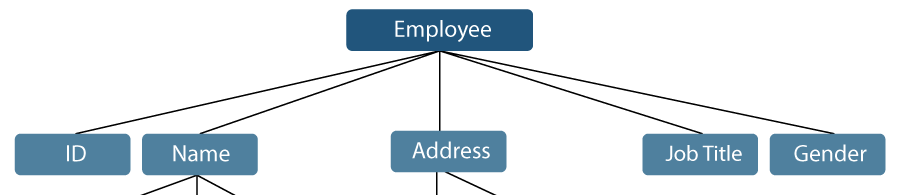 Employee
ID
Name
Address
Job Title
Gender